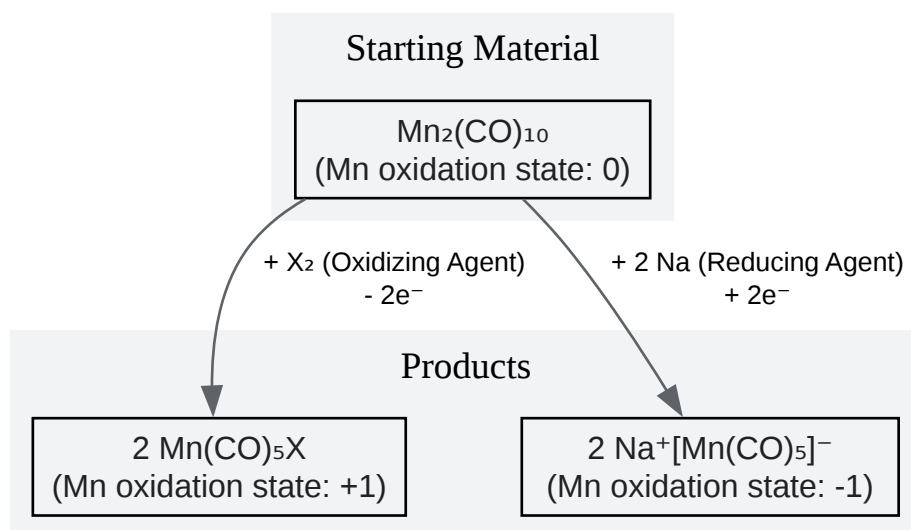 Starting Material
Mn₂(CO)₁₀
(Mn oxidation state: 0)
+ X₂ (Oxidizing Agent)
- 2e⁻
+ 2 Na (Reducing Agent)
+ 2e⁻
Products
2 Mn(CO)₅X
(Mn oxidation state: +1)
2 Na⁺[Mn(CO)₅]⁻
(Mn oxidation state: -1)